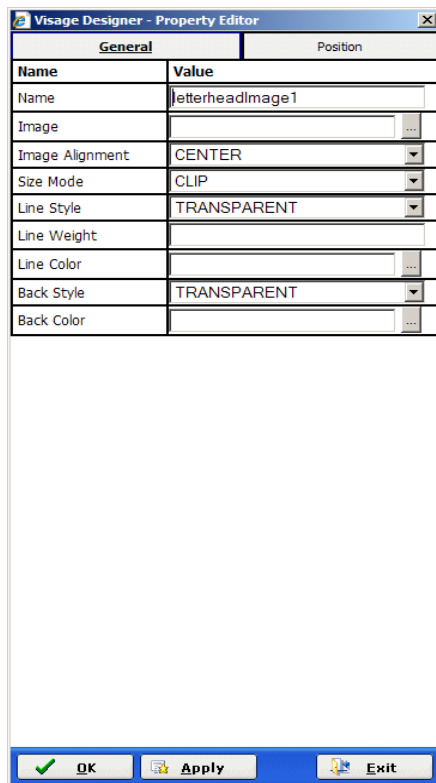 Visage Designer - Property Editor
General Position
Name Value
Name letterheadImage1
Image ...
Image Alignment CENTER
Size Mode CLIP
Line Style TRANSPARENT
Line Weight
Line Color ...
Back Style TRANSPARENT
Back Color ...
OK Apply Exit